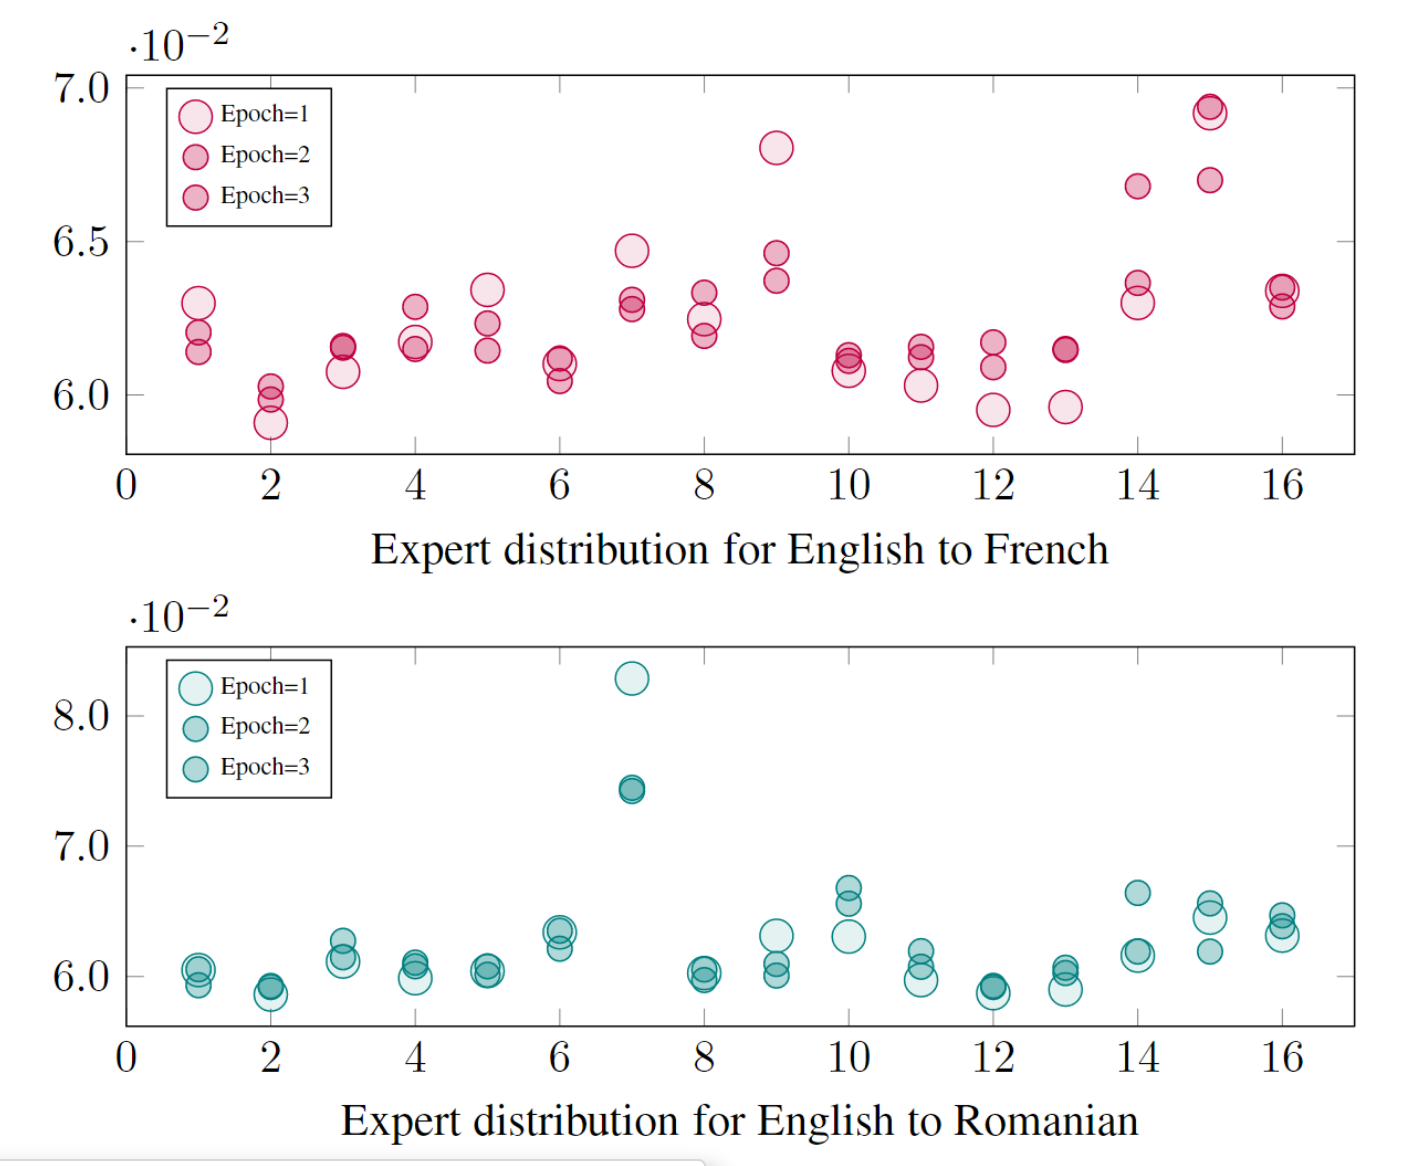 ·10−2
7.0
6.5
6.0
Epoch=1
Epoch=2
Epoch=3
0 2 4 6 8 10 12 14 16
Expert distribution for English to French
·10−2
8.0
7.0
6.0
Epoch=1
Epoch=2
Epoch=3
0 2 4 6 8 10 12 14 16
Expert distribution for English to Romanian